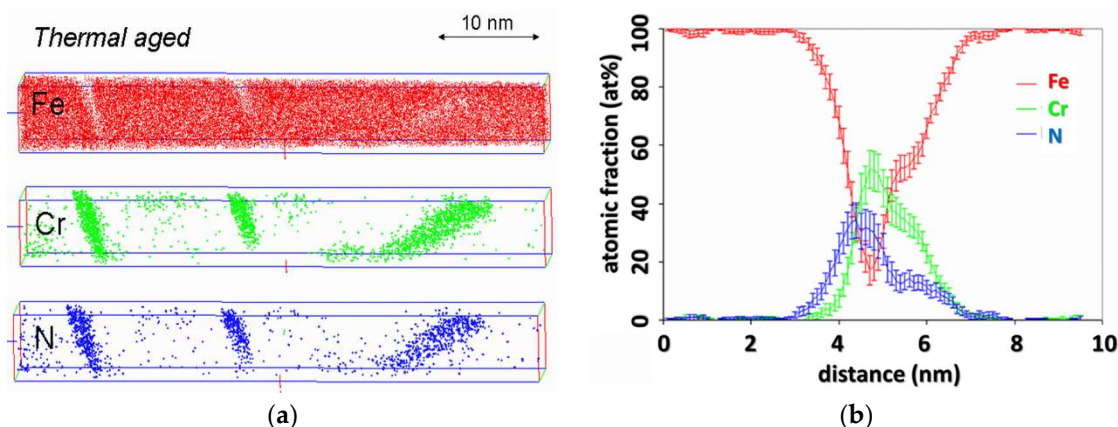 Thermal aged
10 nm
Fe
Cr
N
(a)
atomic fraction (at%)
100
80
60
40
20
0
Fe
Cr
N
0 2 4 6 8 10
distance (nm)
(b)